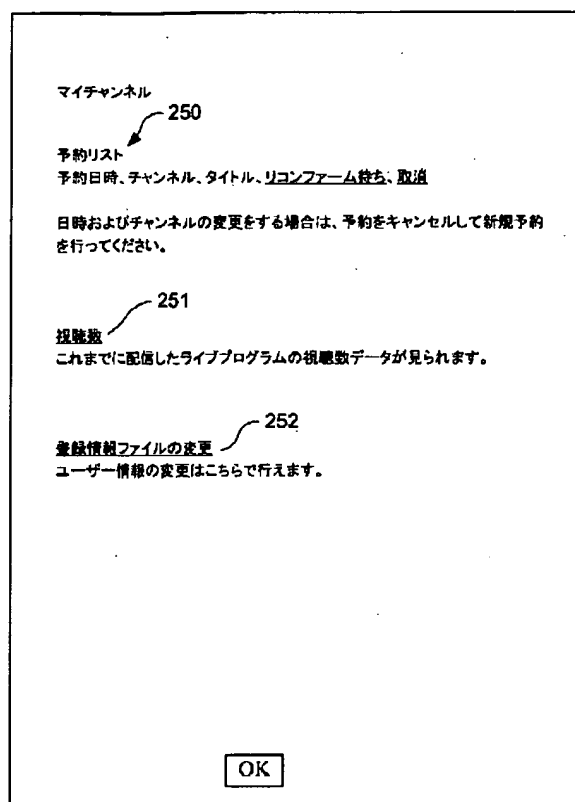 マイチャンネル
250
予約リスト
予約日時、チャンネル、タイトル、リコンファーム待ち、取消
日時およびチャンネルの変更をする場合は、予約をキャンセルして新規予約
を行ってください。
251
視聴数
これまでに配信したライブプログラムの視聴数データが見られます。
252
登録情報ファイルの変更
ユーザー情報の変更はこちらで行えます。
OK